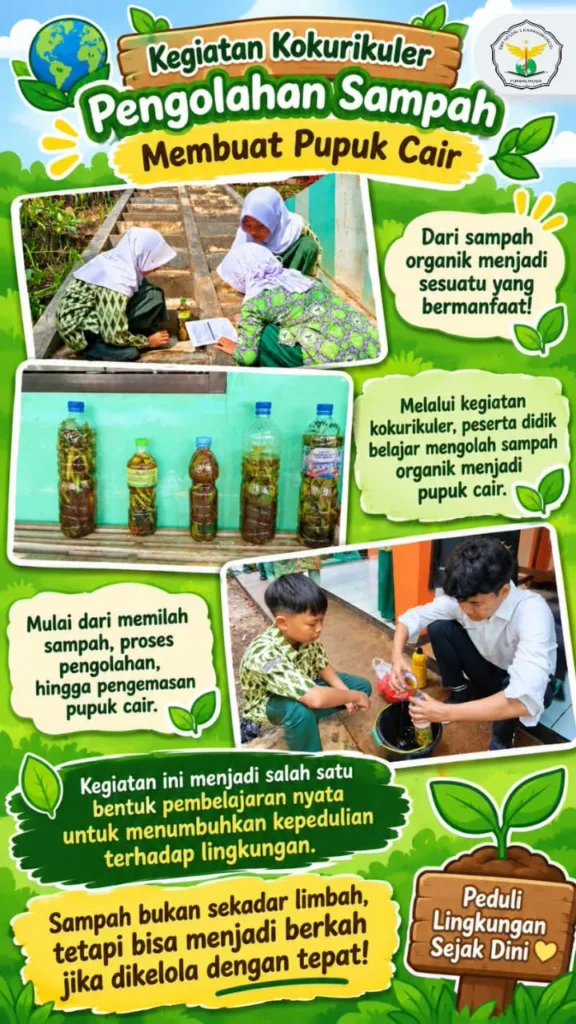 Kegiatan Kokurikuler
Pengolahan Sampah
Membuat Pupuk Cair
Dari sampah
organik menjadi
sesuatu yang
bermanfaat!
Melalui kegiatan
kokurikuler, peserta didik
belajar mengolah sampah
organik menjadi
pupuk cair.
Mulai dari memilah
sampah, proses
pengolahan,
hingga pengemasan
pupuk cair.
Kegiatan ini menjadi salah satu
bentuk pembelajaran nyata
untuk menumbuhkan kepedulian
terhadap lingkungan.
Sampah bukan sekadar limbah,
tetapi bisa menjadi berkah
jika dikelola dengan tepat!
Peduli
Lingkungan
Sejak Dini